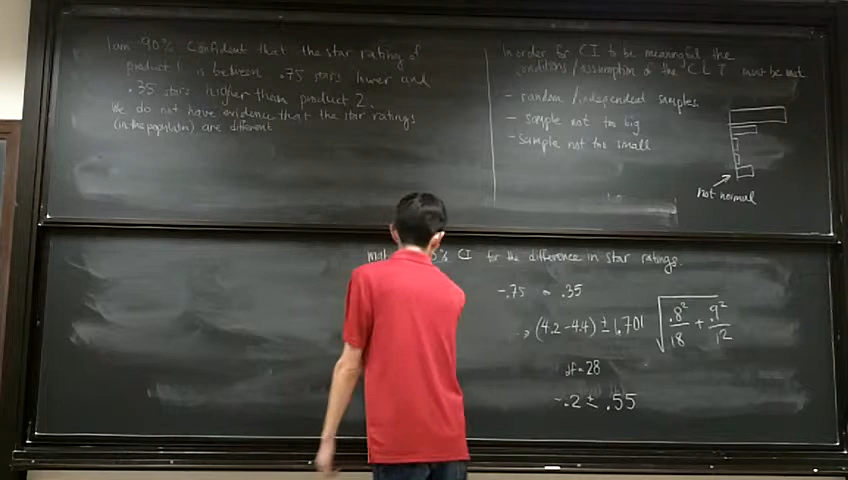 I am 90% Confident that the star rating of
product 1 is between .75 stars lower and
.35 stars higher than product 2.
We do not have evidence that the star ratings
(in the population) are different
In order for CI to be meaningful the
conditions/assumption of the CLT must be met
- random / independent samples
- sample not too big
- sample not too small
not normal
% CI for the difference in star ratings.
-.75 .35
(4.2-4.4) ± 1.701 √ .8²/18 + .9²/12
df=28
-.2 ± .55